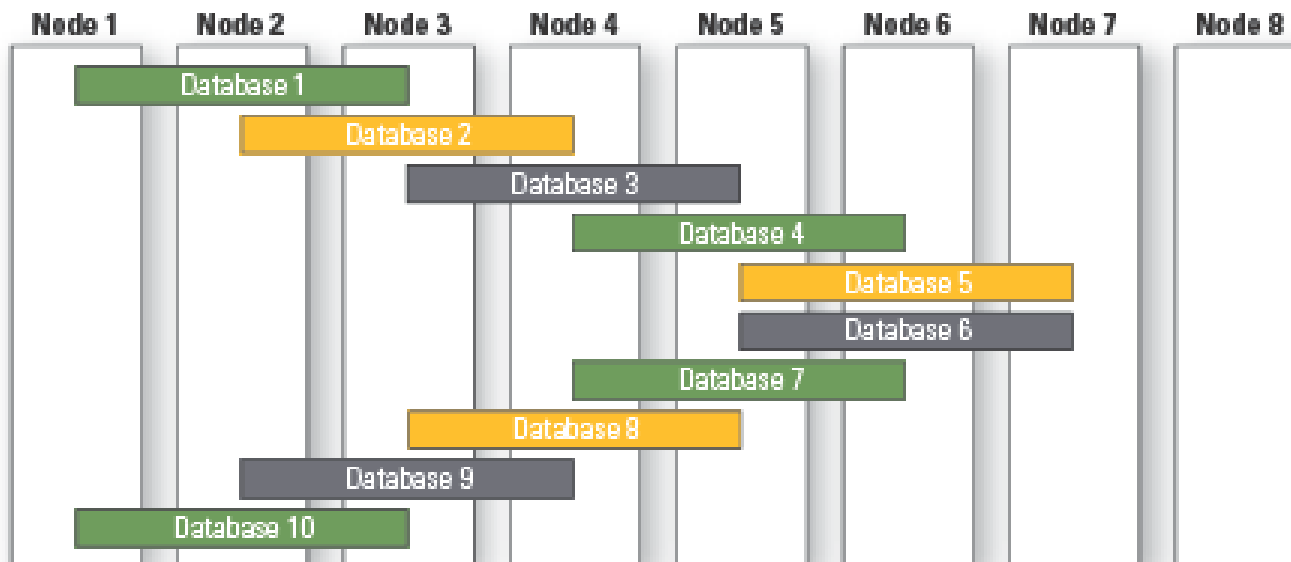 Node 1 Node 2 Node 3 Node 4 Node 5 Node 6 Node 7 Node 8
Database 1
Database 2
Database 3
Database 4
Database 5
Database 6
Database 7
Database 8
Database 9
Database 10